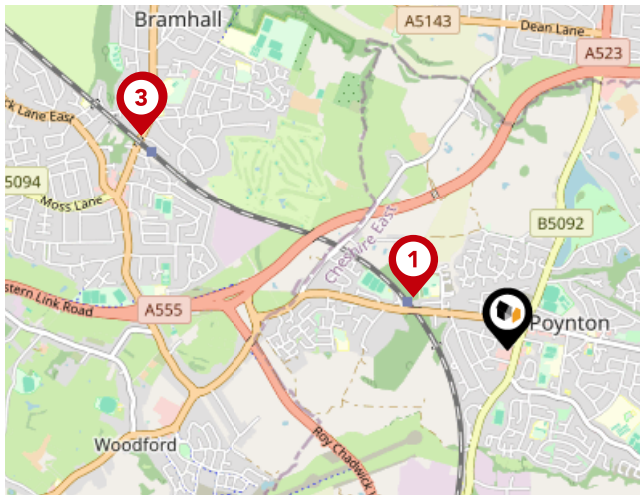 Bramhall
A5143
Dean Lane
A523
3
ck Lane East
5094
Moss Lane
B5092
Cheshire East
1
stern Link Road
A555
Poynton
Woodford
Roy Chadwick